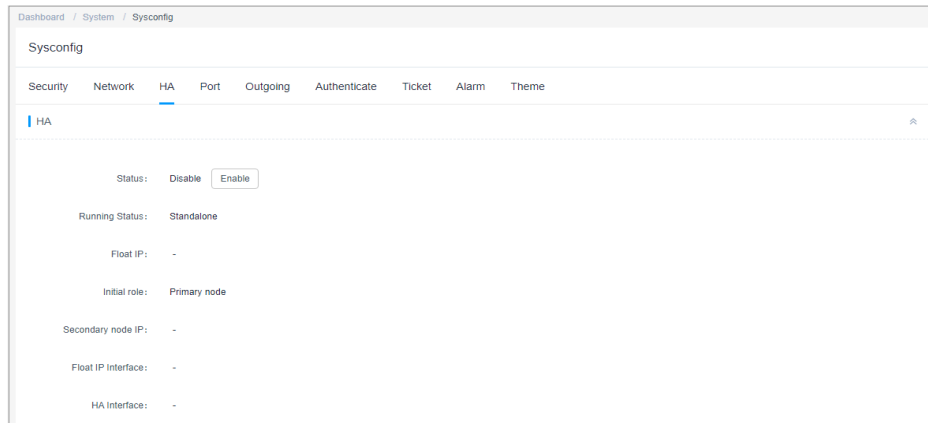 Dashboard / System / Sysconfig
Sysconfig
Security Network HA Port Outgoing Authenticate Ticket Alarm Theme
HA
Status: Disable Enable
Running Status: Standalone
Float IP: -
Initial role: Primary node
Secondary node IP: -
Float IP Interface: -
HA Interface: -